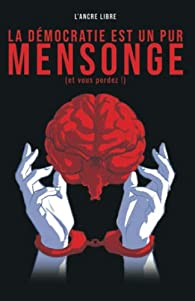 L'ANCRE LIBRE
LA DÉMOCRATIE EST UN PUR
MENSONGE
(et vous perdez !)